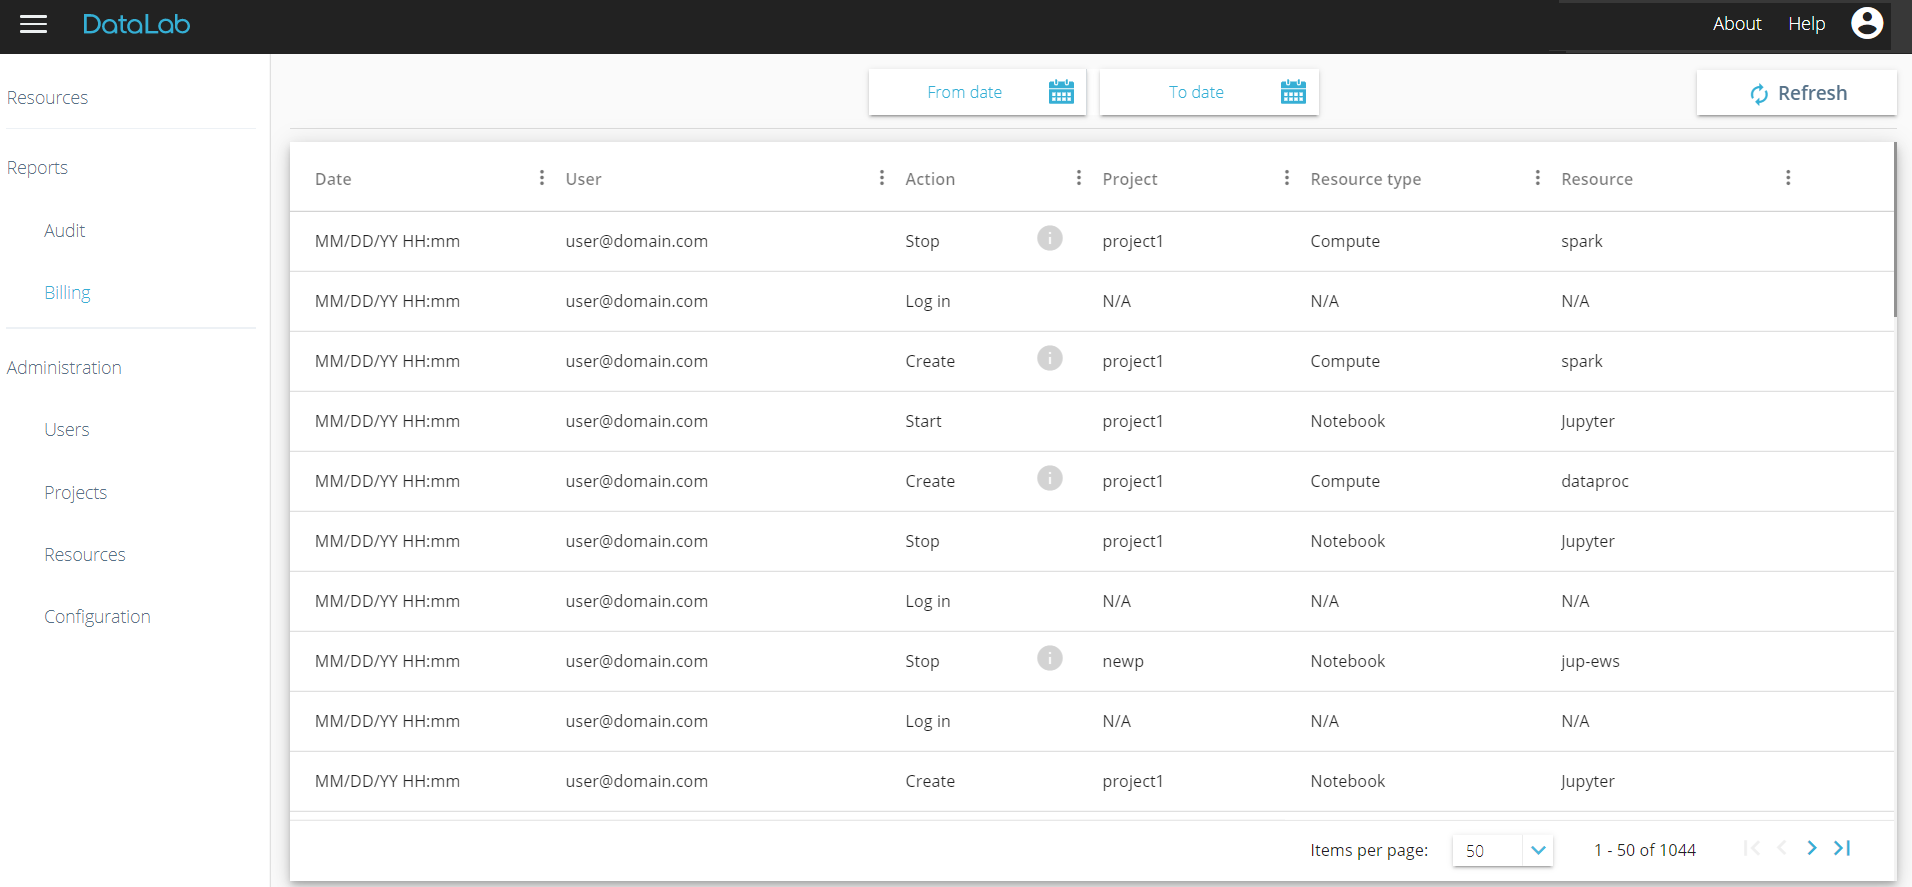 DataLab
About Help
Resources
Reports
Audit
Billing
Administration
Users
Projects
Resources
Configuration
From date
To date
Refresh
Date User Action Project Resource type Resource
MM/DD/YY HH:mm user@domain.com Stop project1 Compute spark
MM/DD/YY HH:mm user@domain.com Log in N/A N/A N/A
MM/DD/YY HH:mm user@domain.com Create project1 Compute spark
MM/DD/YY HH:mm user@domain.com Start project1 Notebook Jupyter
MM/DD/YY HH:mm user@domain.com Create project1 Compute dataproc
MM/DD/YY HH:mm user@domain.com Stop project1 Notebook Jupyter
MM/DD/YY HH:mm user@domain.com Log in N/A N/A N/A
MM/DD/YY HH:mm user@domain.com Stop newp Notebook jup-ews
MM/DD/YY HH:mm user@domain.com Log in N/A N/A N/A
MM/DD/YY HH:mm user@domain.com Create project1 Notebook Jupyter
Items per page: 50 1 - 50 of 1044